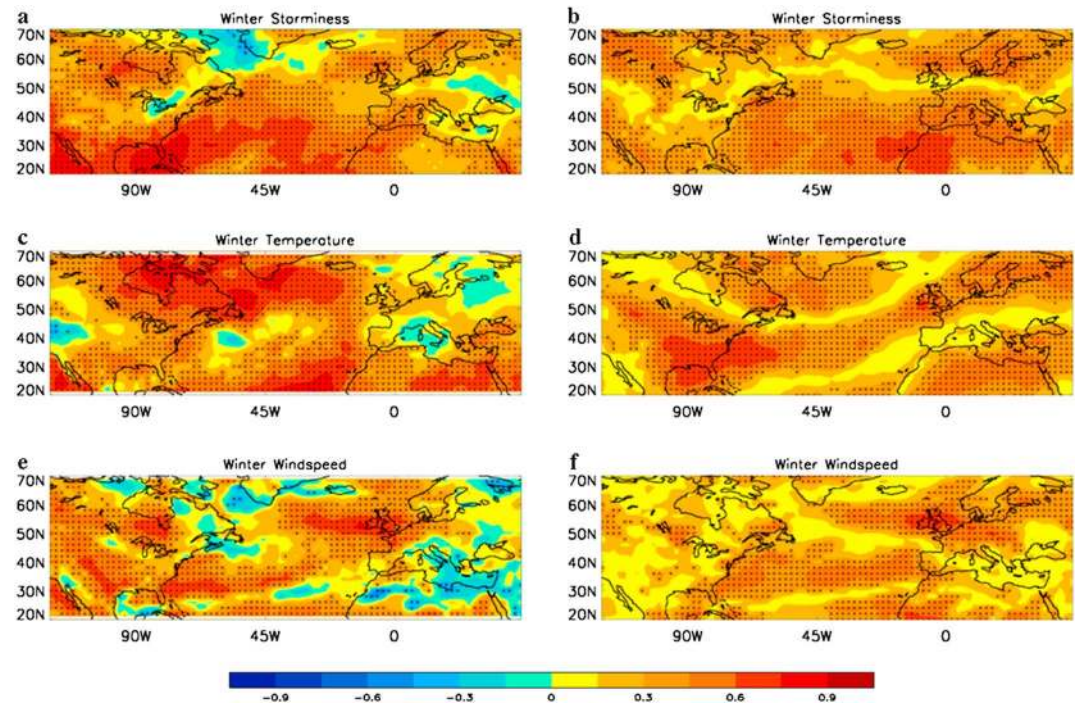 a
Winter Storminess
70N
60N
50N
40N
30N
20N
90W 45W 0
b
Winter Storminess
70N
60N
50N
40N
30N
20N
90W 45W 0
c
Winter Temperature
70N
60N
50N
40N
30N
20N
90W 45W 0
d
Winter Temperature
70N
60N
50N
40N
30N
20N
90W 45W 0
e
Winter Windspeed
70N
60N
50N
40N
30N
20N
90W 45W 0
f
Winter Windspeed
70N
60N
50N
40N
30N
20N
90W 45W 0
-0.9 -0.6 -0.3 0 0.3 0.6 0.9